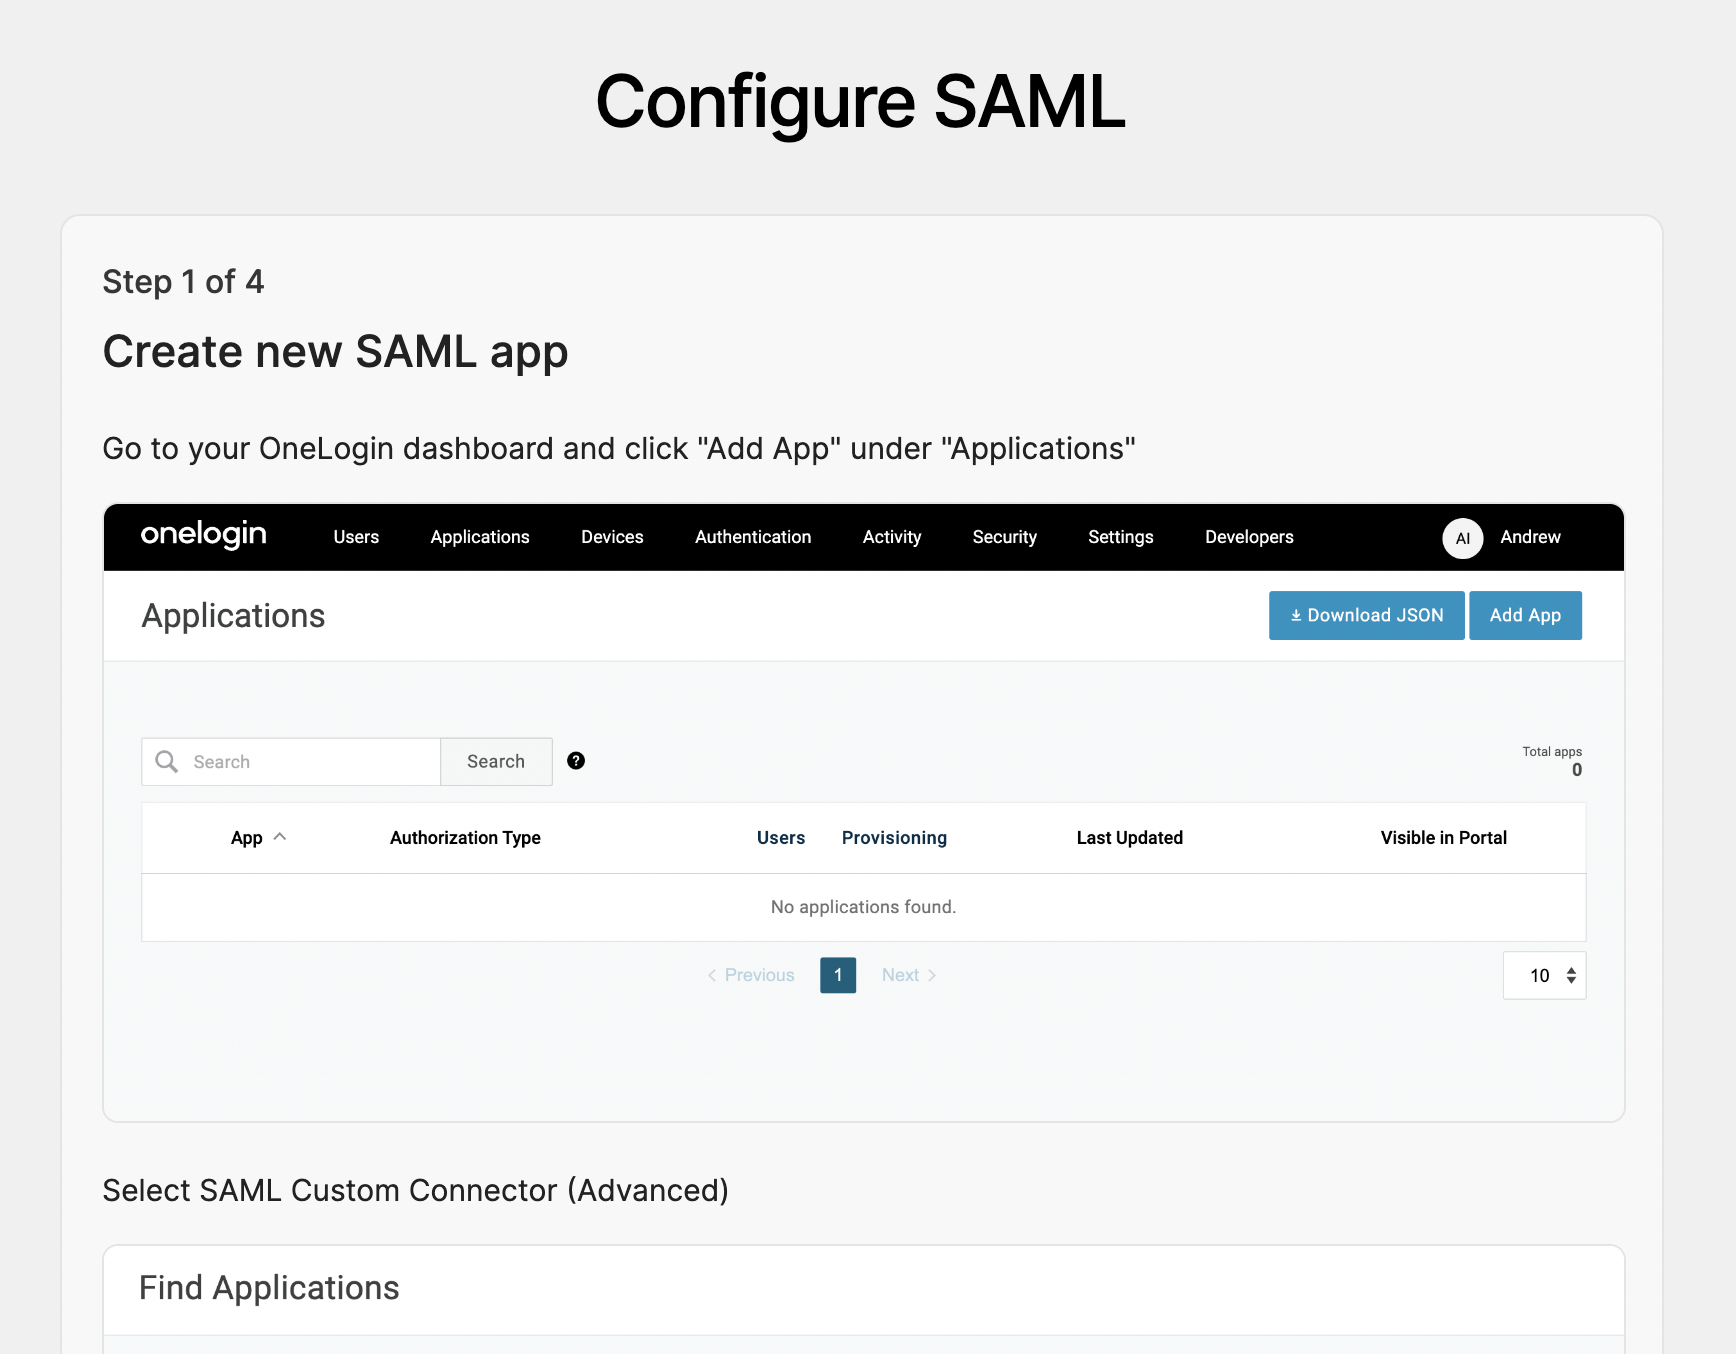 Configure SAML
Step 1 of 4
Create new SAML app
Go to your OneLogin dashboard and click "Add App" under "Applications"
onelogin Users Applications Devices Authentication Activity Security Settings Developers AI Andrew
Applications Download JSON Add App
Search Search ? Total apps
0
App Authorization Type Users Provisioning Last Updated Visible in Portal
No applications found.
Previous 1 Next 10
Select SAML Custom Connector (Advanced)
Find Applications